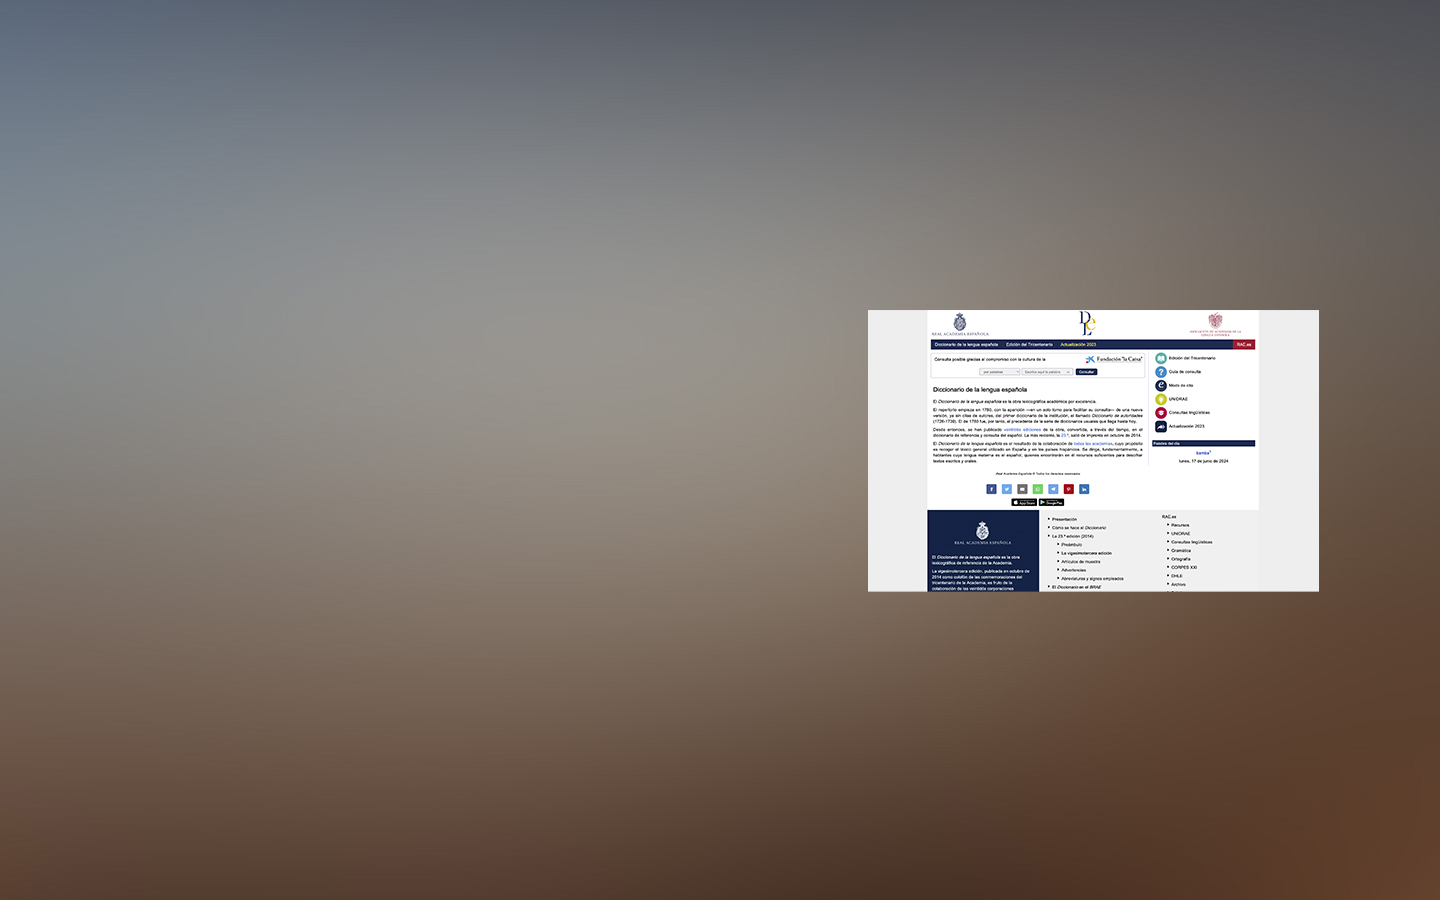 REAL ACADEMIA ESPAÑOLA
DLE
ASOCIACIÓN DE ACADEMIAS DE LA
LENGUA ESPAÑOLA
Diccionario de la lengua española
Edición del Tricentenario
Actualización 2023
RAE.es
Consulta posible gracias al compromiso con la cultura de la
Fundación "la Caixa"
por palabras
Escriba aquí la palabra
Consultar
Diccionario de la lengua española
El Diccionario de la lengua española es la obra lexicográfica académica por excelencia.
El repertorio empieza en 1780, con la aparición —en un solo tomo para facilitar su consulta— de una nueva
versión, ya sin citas de autores, del primer diccionario de la institución, el llamado Diccionario de autoridades
(1726-1739). El de 1780 fue, por tanto, el precedente de la serie de diccionarios usuales que llega hasta hoy.
Desde entonces, se han publicado veintitrés ediciones de la obra, convertida, a través del tiempo, en el
diccionario de referencia y consulta del español. La más reciente, la 23.ª, salió de imprenta en octubre de 2014.
El Diccionario de la lengua española es el resultado de la colaboración de todas las academias, cuyo propósito
es recoger el léxico general utilizado en España y en los países hispánicos. Se dirige, fundamentalmente, a
hablantes cuya lengua materna es el español, quienes encontrarán en él recursos suficientes para descifrar
textos escritos y orales.
Real Academia Española © Todos los derechos reservados
App Store
Google Play
Edición del Tricentenario
Guía de consulta
Modo de cita
UNIDRAE
Consultas lingüísticas
Actualización 2023
Palabra del día
bamba¹
lunes, 17 de junio de 2024
REAL ACADEMIA ESPAÑOLA
El Diccionario de la lengua española es la obra
lexicográfica de referencia de la Academia.
La vigesimotercera edición, publicada en octubre de
2014 como colofón de las conmemoraciones del
tricentenario de la Academia, es fruto de la
colaboración de las veintitrés corporaciones
Presentación
Cómo se hace el Diccionario
La 23.ª edición (2014)
Preámbulo
La vigesimotercera edición
Artículos de muestra
Advertencias
Abreviaturas y signos empleados
El Diccionario en el BRAE
RAE.es
Recursos
UNIDRAE
Consultas lingüísticas
Gramática
Ortografía
CORPES XXI
DHLE
Archivo